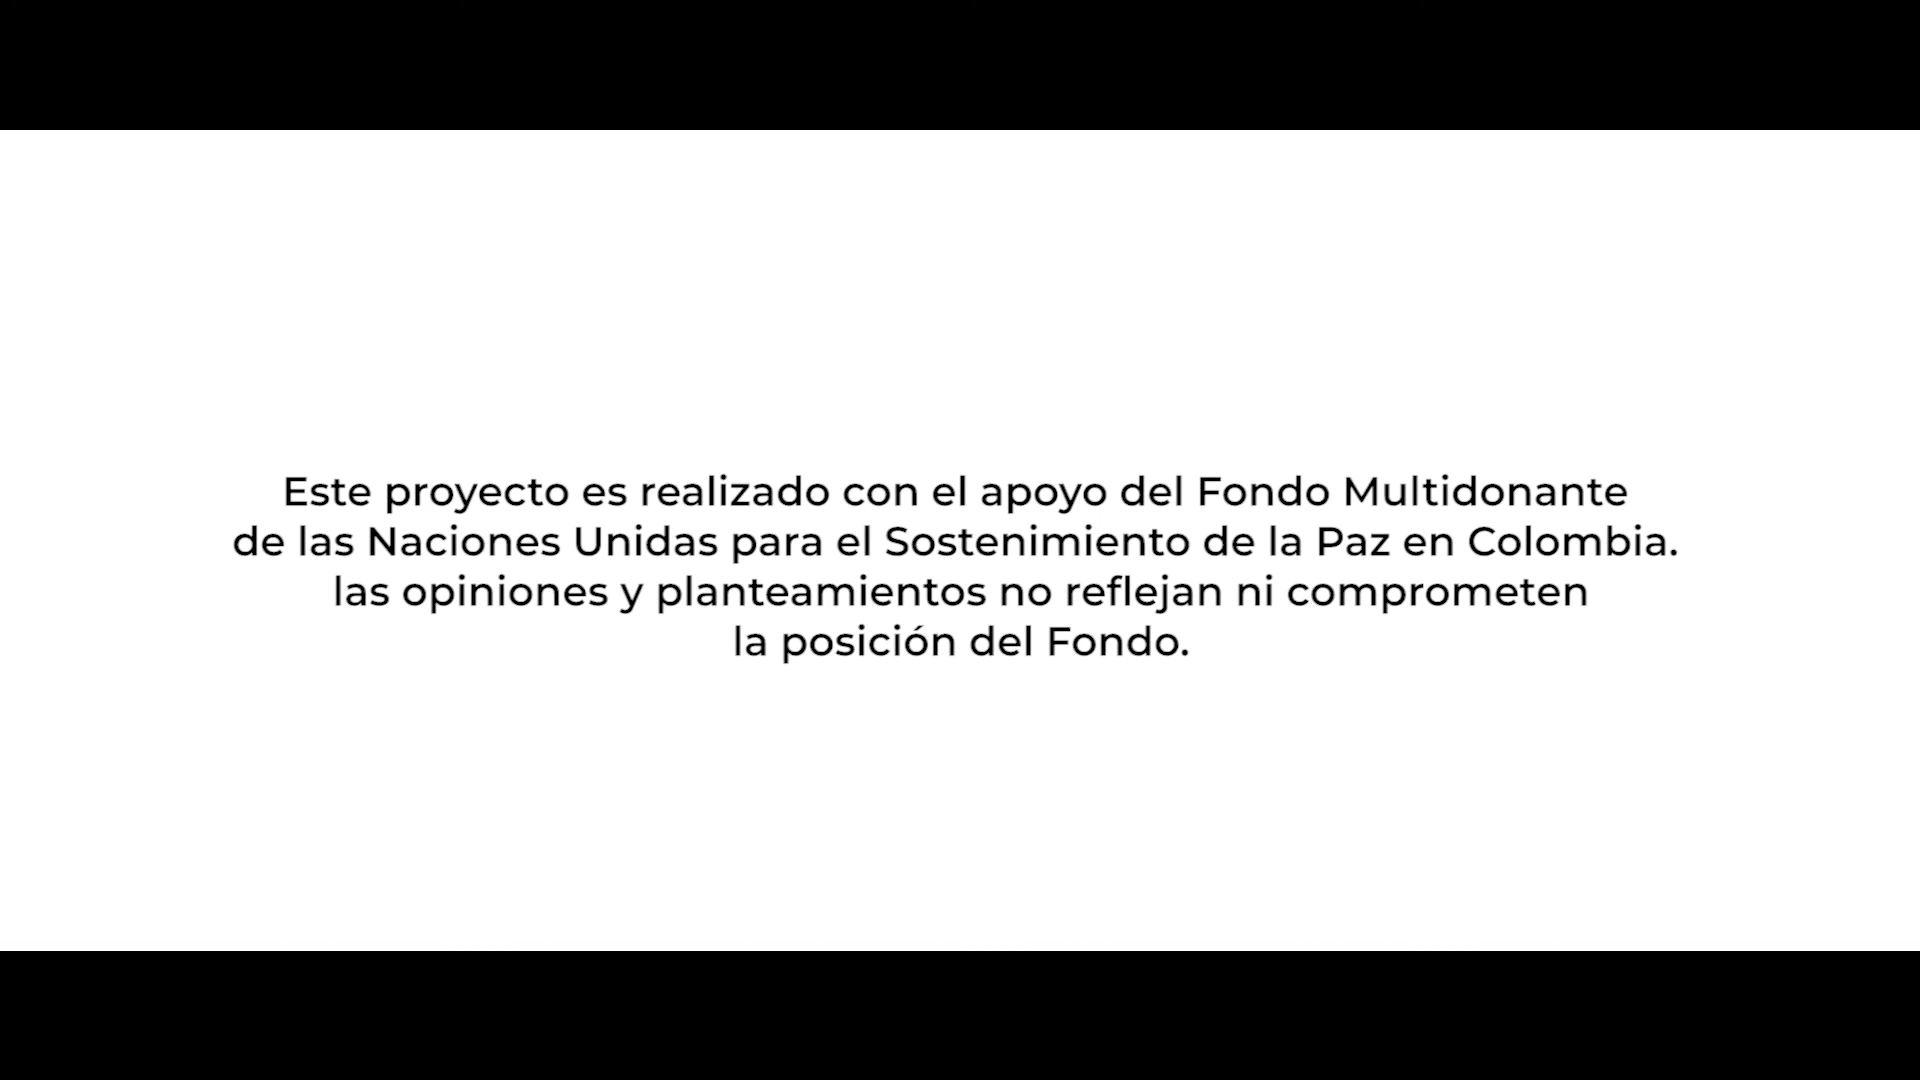 Este proyecto es realizado con el apoyo del Fondo Multidonante
de las Naciones Unidas para el Sostenimiento de la Paz en Colombia.
las opiniones y planteamientos no reflejan ni comprometen
la posición del Fondo.